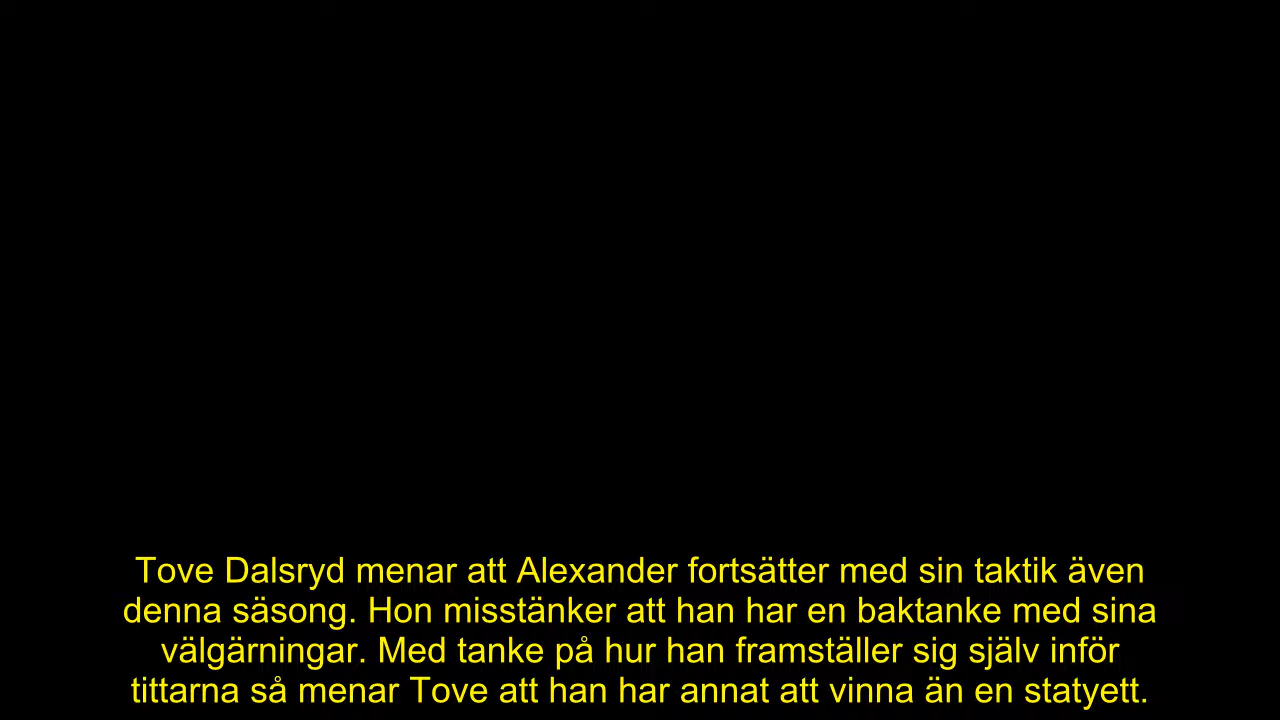 Tove Dalsryd menar att Alexander fortsätter med sin taktik även
denna säsong. Hon misstänker att han har en baktanke med sina
välgärningar. Med tanke på hur han framställer sig själv inför
tittarna så menar Tove att han har annat att vinna än en statyett.